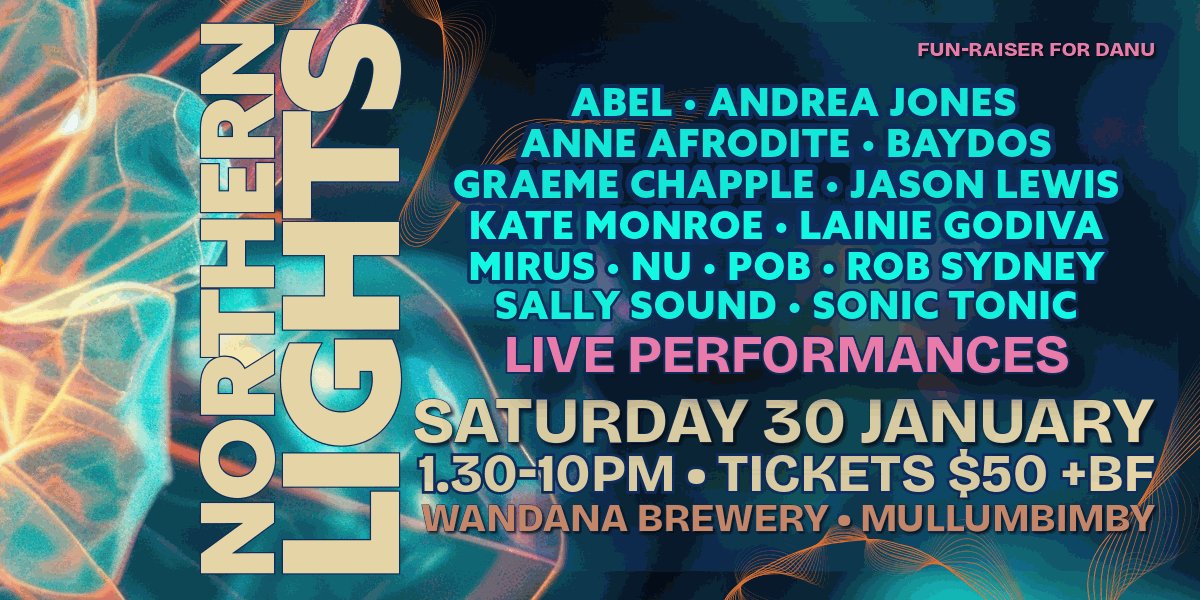 NORTHERN
LIGHTS
FUN-RAISER FOR DANU
ABEL • ANDREA JONES
ANNE AFRODITE • BAYDOS
GRAEME CHAPPLE • JASON LEWIS
KATE MONROE • LAINIE GODIVA
MIRUS • NU • POB • ROB SYDNEY
SALLY SOUND • SONIC TONIC
LIVE PERFORMANCES
SATURDAY 30 JANUARY
1.30-10PM • TICKETS $50 +BF
WANDANA BREWERY • MULLUMBIMBY